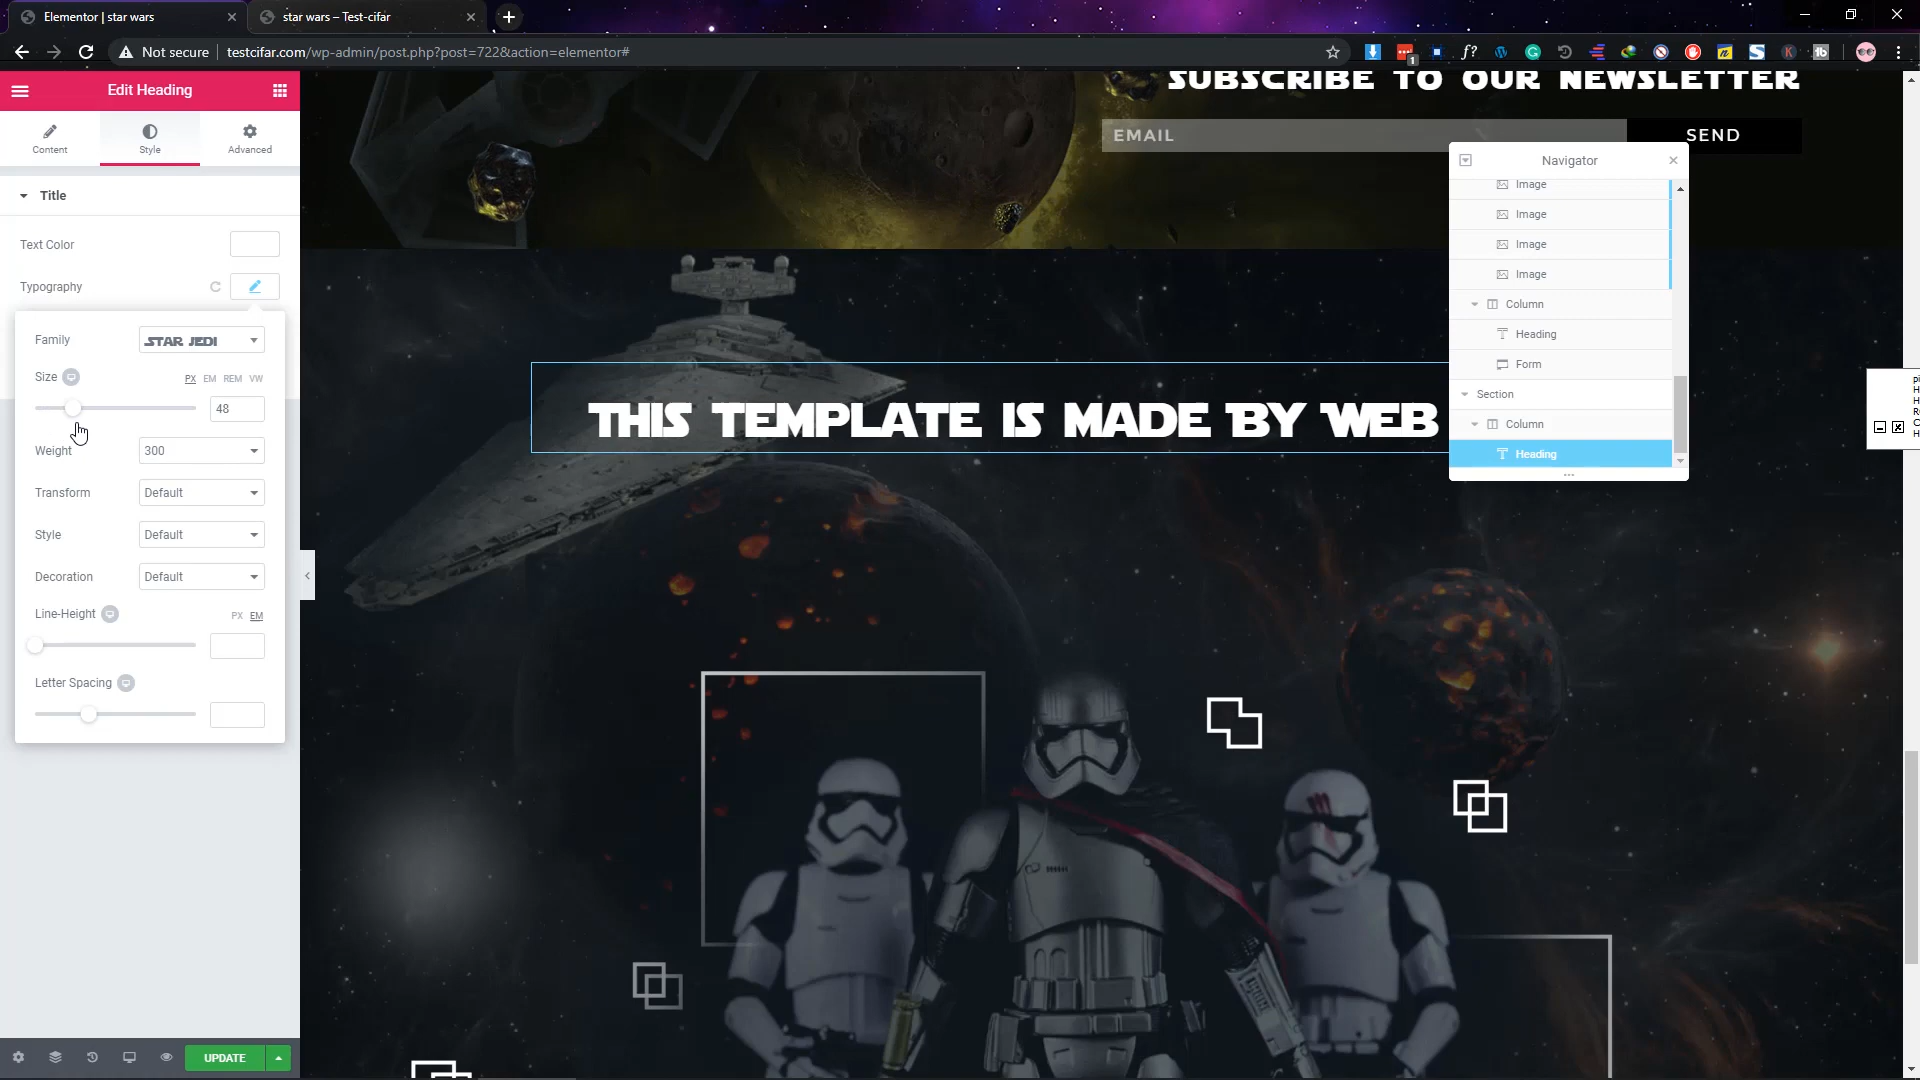 Elementor | star wars
star wars – Test-cifar
Not secure
testcifar.com/wp-admin/post.php?post=722&action=elementor#
Edit Heading
Content
Style
Advanced
Title
Text Color
Typography
Family
STAR JEDI
Size
PX EM REM VW
48
Weight
300
Transform
Default
Style
Default
Decoration
Default
Line-Height
PX EM
Letter Spacing
UPDATE
SUBSCRIBE TO OUR NEWSLETTER
EMAIL
SEND
THIS TEMPLATE IS MADE BY WEB
Navigator
Image
Image
Image
Image
Column
Heading
Form
Section
Column
Heading